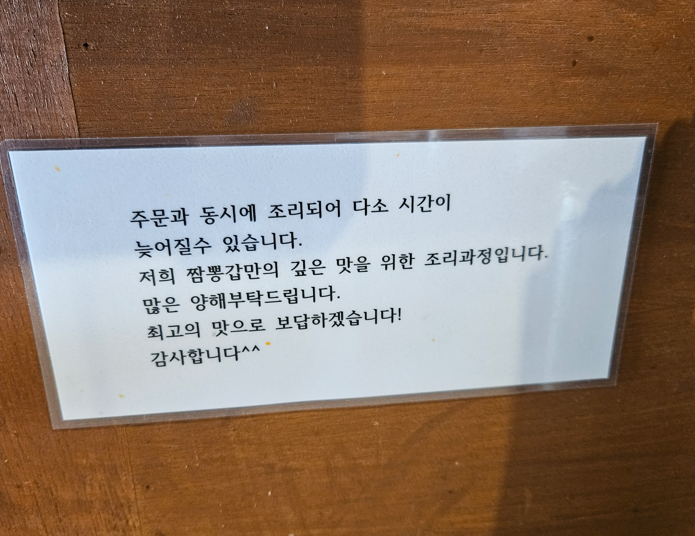 주문과 동시에 조리되어 다소 시간이
늦어질수 있습니다.
저희 짬뽕갑만의 깊은 맛을 위한 조리과정입니다.
많은 양해부탁드립니다.
최고의 맛으로 보답하겠습니다!
감사합니다^^